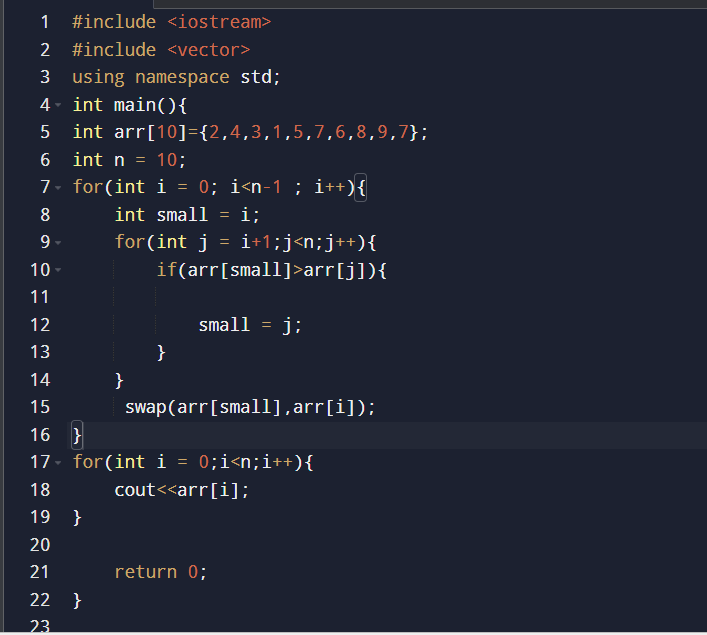 1 #include <iostream>
2 #include <vector>
3 using namespace std;
4 int main(){
5 int arr[10]={2,4,3,1,5,7,6,8,9,7};
6 int n = 10;
7 for(int i = 0; i<n-1 ; i++){
8     int small = i;
9     for(int j = i+1;j<n;j++){
10         if(arr[small]>arr[j]){
11
12             small = j;
13         }
14     }
15      swap(arr[small],arr[i]);
16 }
17 for(int i = 0;i<n;i++){
18     cout<<arr[i];
19 }
20
21     return 0;
22 }
23